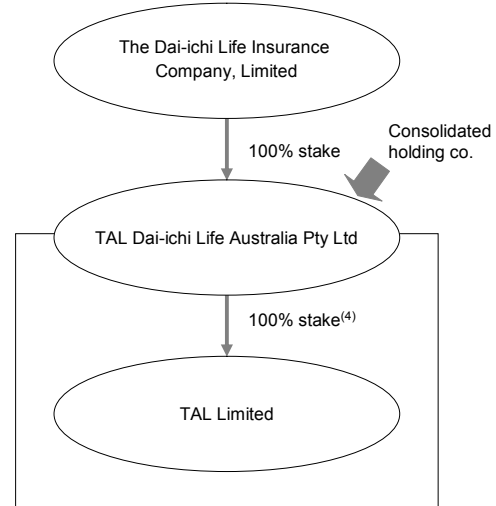 The Dai-ichi Life Insurance
Company, Limited
100% stake
Consolidated
holding co.
TAL Dai-ichi Life Australia Pty Ltd
100% stake(4)
TAL Limited